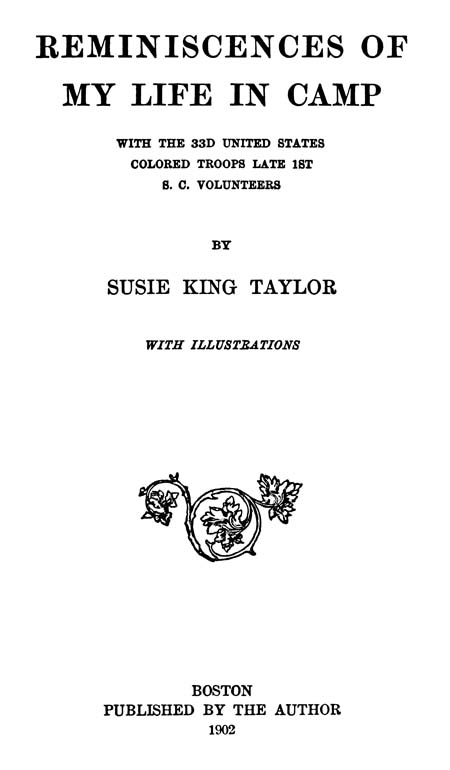 REMINISCENCES OF
MY LIFE IN CAMP
WITH THE 33D UNITED STATES
COLORED TROOPS LATE 1ST
S. C. VOLUNTEERS
BY
SUSIE KING TAYLOR
WITH ILLUSTRATIONS
BOSTON
PUBLISHED BY THE AUTHOR
1902